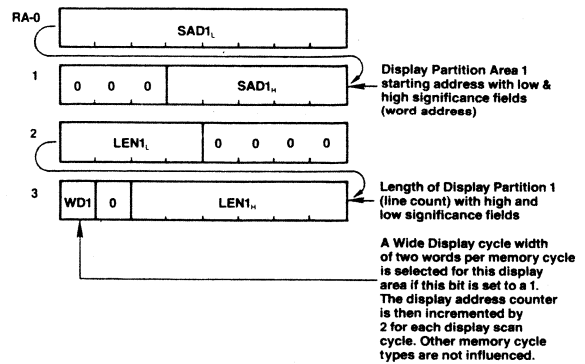 RA-0
SAD1L
1
0 0 0 SAD1H
Display Partition Area 1
starting address with low &
high significance fields
(word address)
2
LEN1L 0 0 0 0
3
WD1 0 LEN1H
Length of Display Partition 1
(line count) with high and
low significance fields
A Wide Display cycle width
of two words per memory cycle
is selected for this display
area if this bit is set to a 1.
The display address counter
is then incremented by
2 for each display scan
cycle. Other memory cycle
types are not influenced.